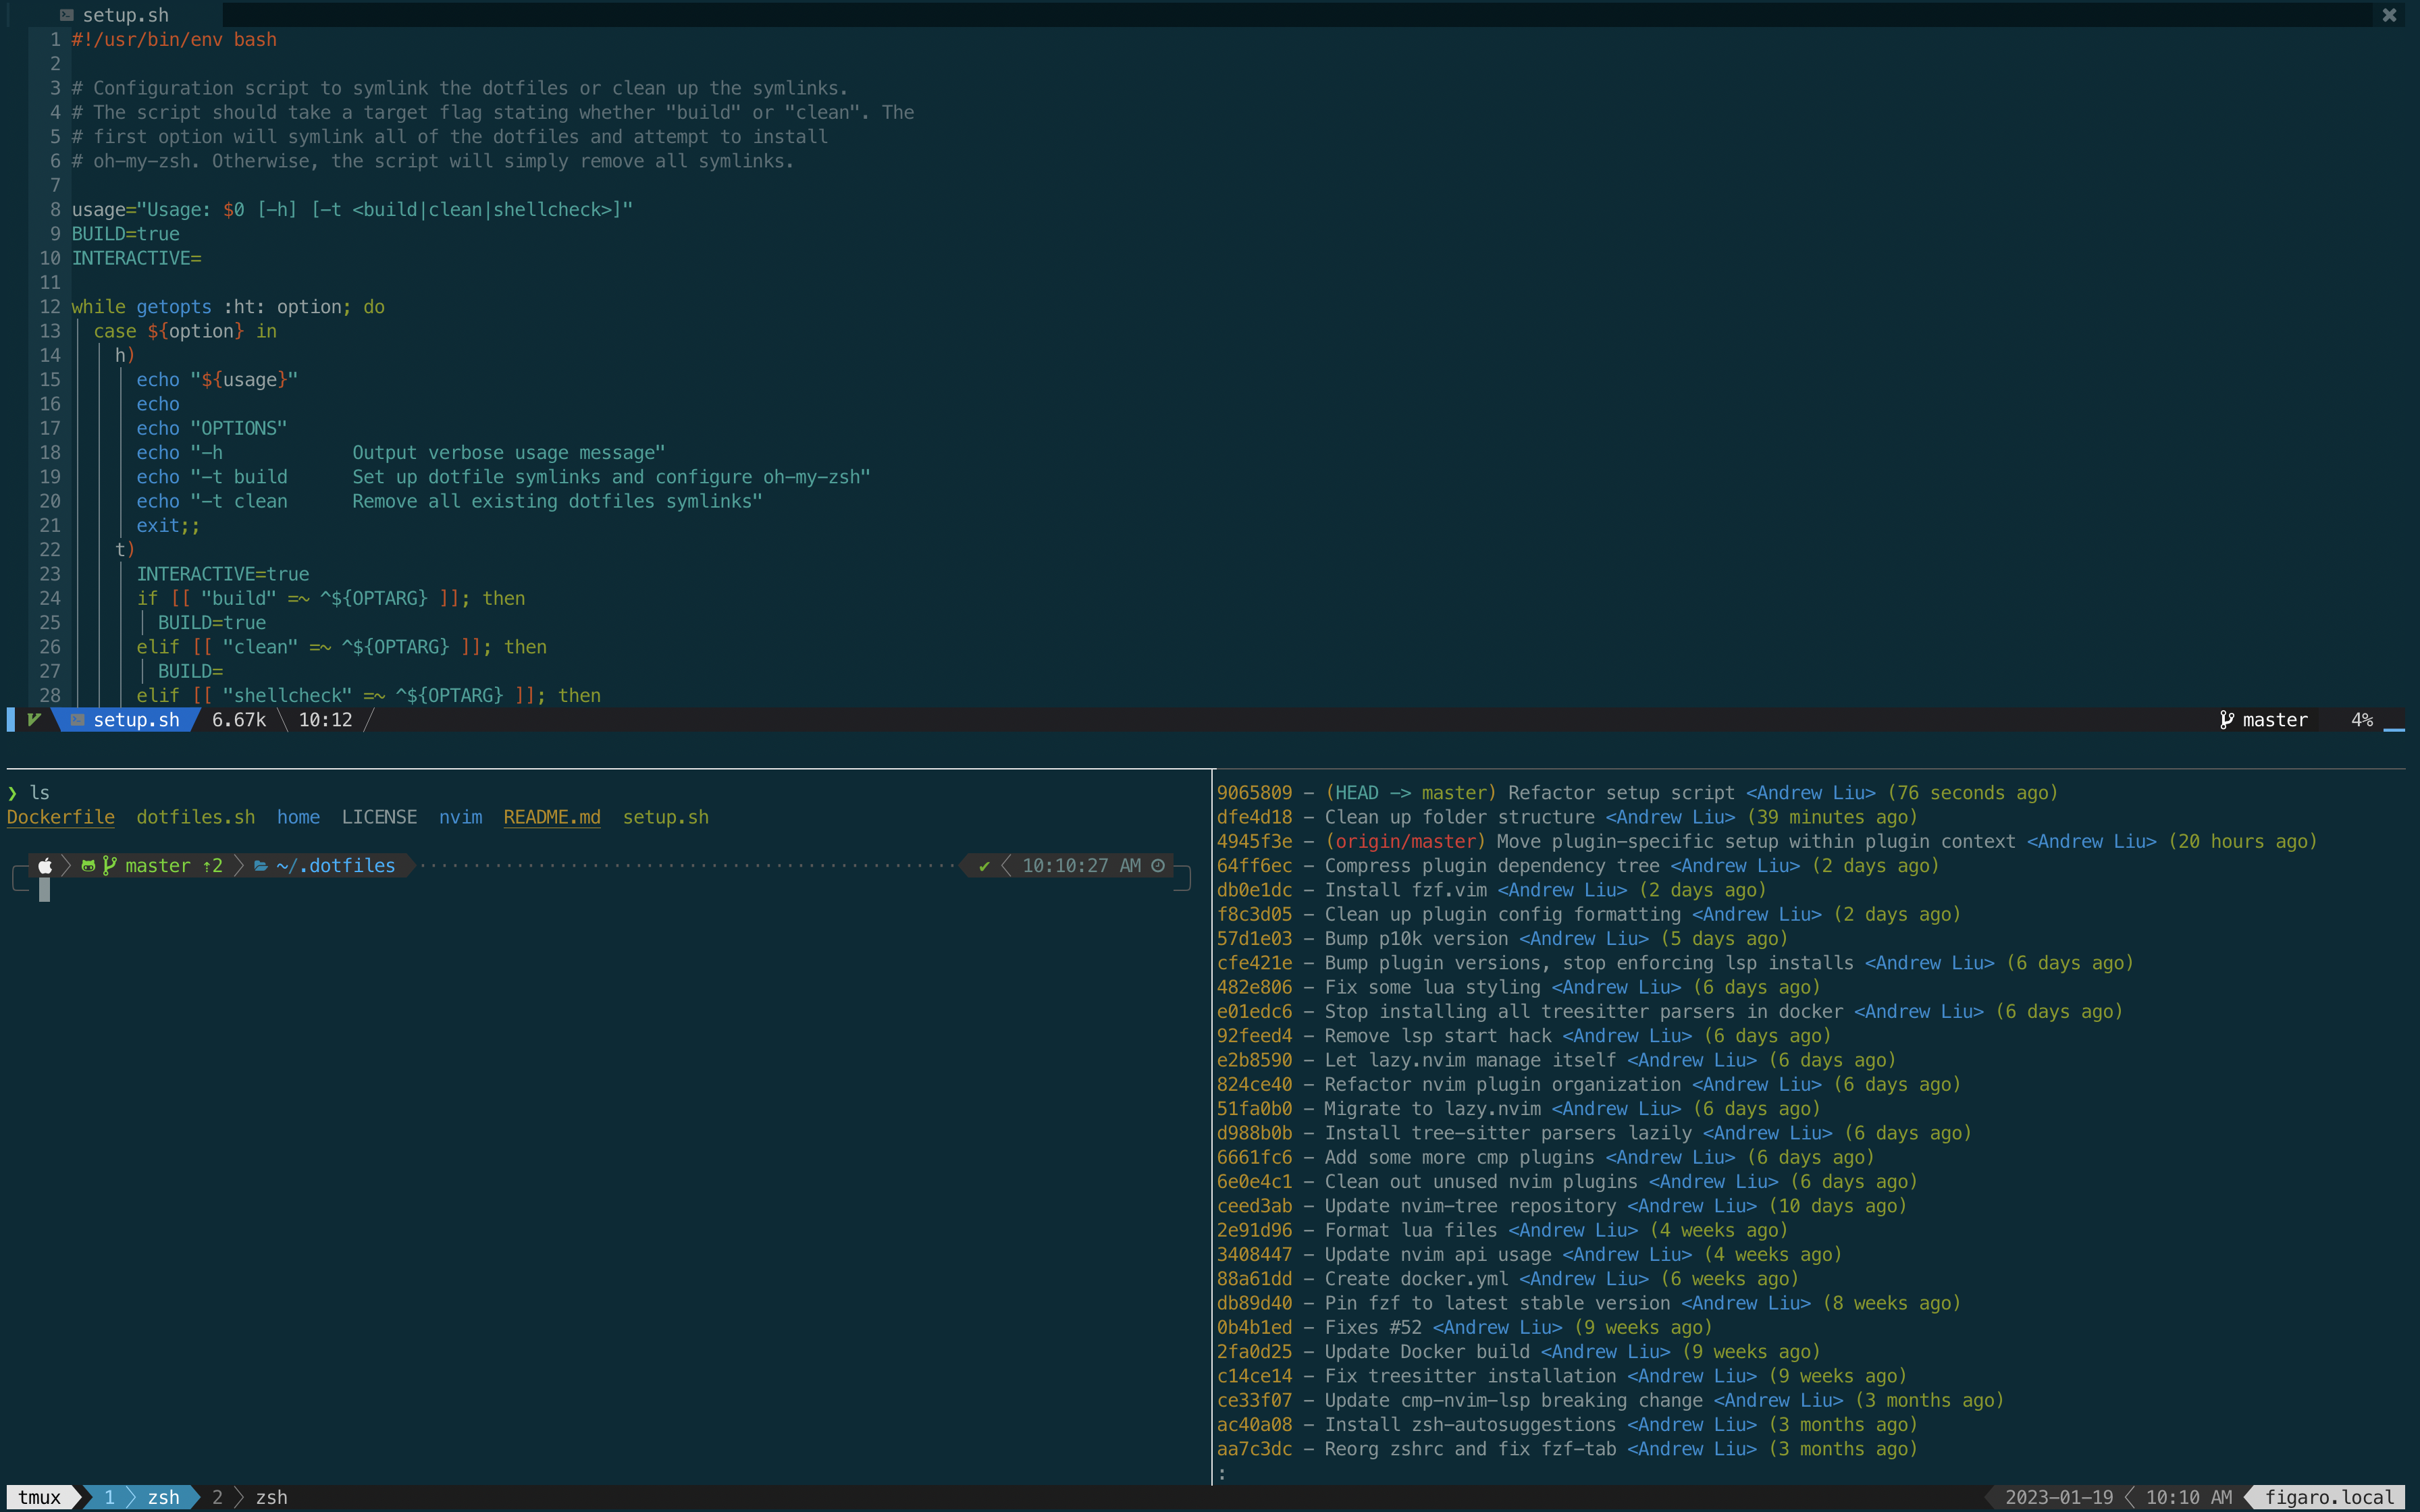 setup.sh
1 #!/usr/bin/env bash
2
3 # Configuration script to symlink the dotfiles or clean up the symlinks.
4 # The script should take a target flag stating whether "build" or "clean". The
5 # first option will symlink all of the dotfiles and attempt to install
6 # oh-my-zsh. Otherwise, the script will simply remove all symlinks.
7
8 usage="Usage: $0 [-h] [-t <build|clean|shellcheck>]"
9 BUILD=true
10 INTERACTIVE=
11
12 while getopts :ht: option; do
13   case ${option} in
14     h)
15       echo "${usage}"
16       echo
17       echo "OPTIONS"
18       echo "-h            Output verbose usage message"
19       echo "-t build      Set up dotfile symlinks and configure oh-my-zsh"
20       echo "-t clean      Remove all existing dotfiles symlinks"
21       exit;;
22     t)
23       INTERACTIVE=true
24       if [[ "build" =~ ^${OPTARG} ]]; then
25         BUILD=true
26       elif [[ "clean" =~ ^${OPTARG} ]]; then
27         BUILD=
28       elif [[ "shellcheck" =~ ^${OPTARG} ]]; then
setup.sh 6.67k 10:12 master 4%
❯ ls
Dockerfile dotfiles.sh home LICENSE nvim README.md setup.sh
master ⇡2 ~/.dotfiles ✔ 10:10:27 AM
9065809 - (HEAD -> master) Refactor setup script <Andrew Liu> (76 seconds ago)
dfe4d18 - Clean up folder structure <Andrew Liu> (39 minutes ago)
4945f3e - (origin/master) Move plugin-specific setup within plugin context <Andrew Liu> (20 hours ago)
64ff6ec - Compress plugin dependency tree <Andrew Liu> (2 days ago)
db0e1dc - Install fzf.vim <Andrew Liu> (2 days ago)
f8c3d05 - Clean up plugin config formatting <Andrew Liu> (2 days ago)
57d1e03 - Bump p10k version <Andrew Liu> (5 days ago)
cfe421e - Bump plugin versions, stop enforcing lsp installs <Andrew Liu> (6 days ago)
482e806 - Fix some lua styling <Andrew Liu> (6 days ago)
e01edc6 - Stop installing all treesitter parsers in docker <Andrew Liu> (6 days ago)
92feed4 - Remove lsp start hack <Andrew Liu> (6 days ago)
e2b8590 - Let lazy.nvim manage itself <Andrew Liu> (6 days ago)
824ce40 - Refactor nvim plugin organization <Andrew Liu> (6 days ago)
51fa0b0 - Migrate to lazy.nvim <Andrew Liu> (6 days ago)
d988b0b - Install tree-sitter parsers lazily <Andrew Liu> (6 days ago)
6661fc6 - Add some more cmp plugins <Andrew Liu> (6 days ago)
6e0e4c1 - Clean out unused nvim plugins <Andrew Liu> (6 days ago)
ceed3ab - Update nvim-tree repository <Andrew Liu> (10 days ago)
2e91d96 - Format lua files <Andrew Liu> (4 weeks ago)
3408447 - Update nvim api usage <Andrew Liu> (4 weeks ago)
88a61dd - Create docker.yml <Andrew Liu> (6 weeks ago)
db89d40 - Pin fzf to latest stable version <Andrew Liu> (8 weeks ago)
0b4b1ed - Fixes #52 <Andrew Liu> (9 weeks ago)
2fa0d25 - Update Docker build <Andrew Liu> (9 weeks ago)
c14ce14 - Fix treesitter installation <Andrew Liu> (9 weeks ago)
ce33f07 - Update cmp-nvim-lsp breaking change <Andrew Liu> (3 months ago)
ac40a08 - Install zsh-autosuggestions <Andrew Liu> (3 months ago)
aa7c3dc - Reorg zshrc and fix fzf-tab <Andrew Liu> (3 months ago)
:
tmux 1 zsh 2 zsh 2023-01-19 10:10 AM figaro.local